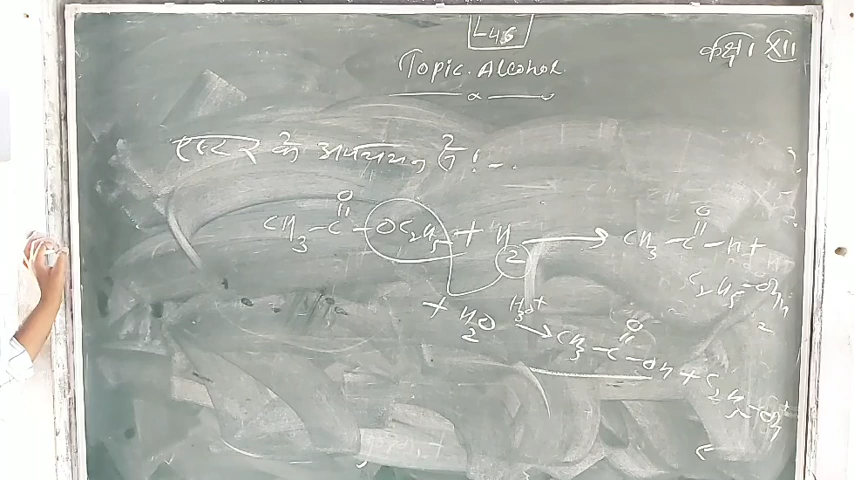 L46
कक्षा XII
Topic. Alcohol
एस्टर के अपचयन से :-
O
CH3 - C - OC2H5 + H2 → CH3 - C - H +
O
C2H5 - OH
+ H2O H3O+ → CH3 - C - OH + C2H5 - OH
O